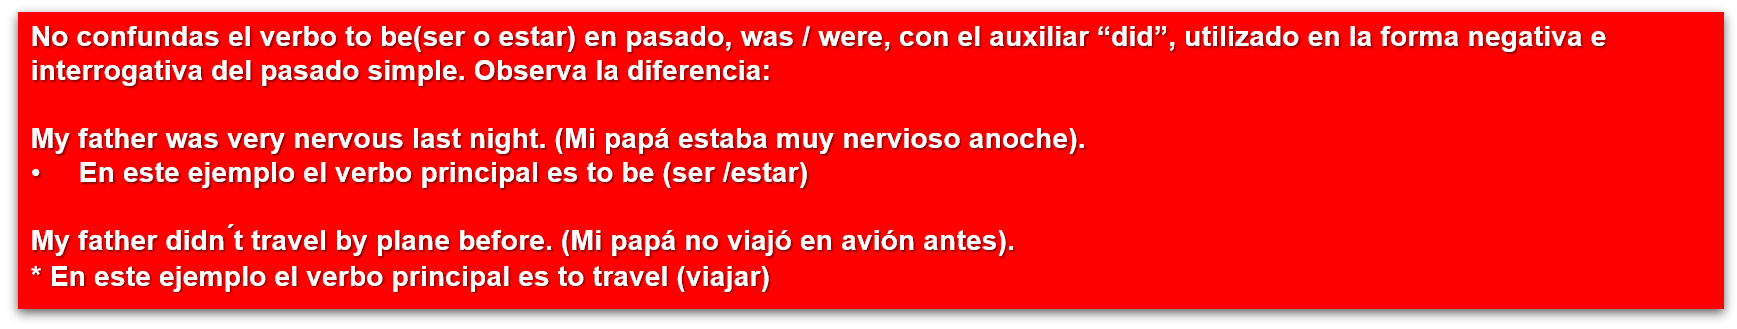 No confundas el verbo to be(ser o estar) en pasado, was / were, con el auxiliar “did”, utilizado en la forma negativa e
interrogativa del pasado simple. Observa la diferencia:
My father was very nervous last night. (Mi papá estaba muy nervioso anoche).
• En este ejemplo el verbo principal es to be (ser /estar)
My father didn´t travel by plane before. (Mi papá no viajó en avión antes).
* En este ejemplo el verbo principal es to travel (viajar)